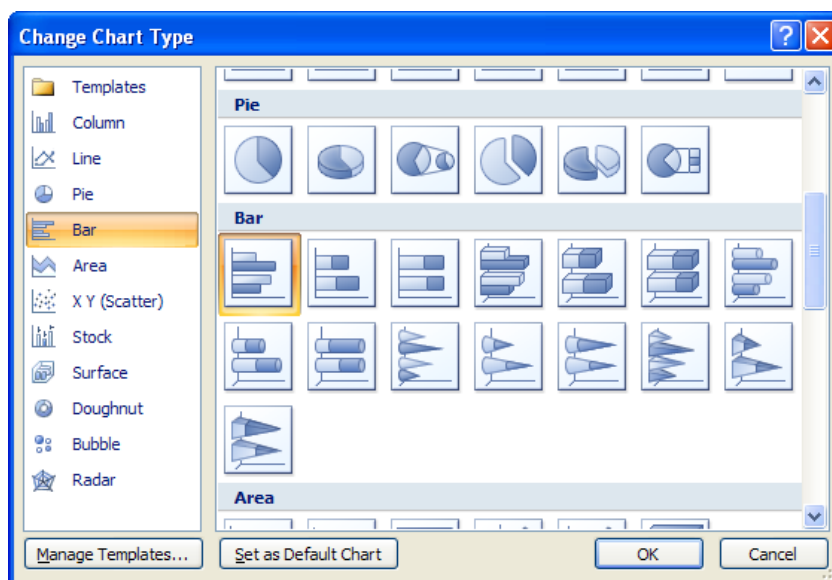 Change Chart Type
Templates
Column
Line
Pie
Bar
Area
X Y (Scatter)
Stock
Surface
Doughnut
Bubble
Radar
Pie
Bar
Area
Manage Templates...
Set as Default Chart
OK
Cancel